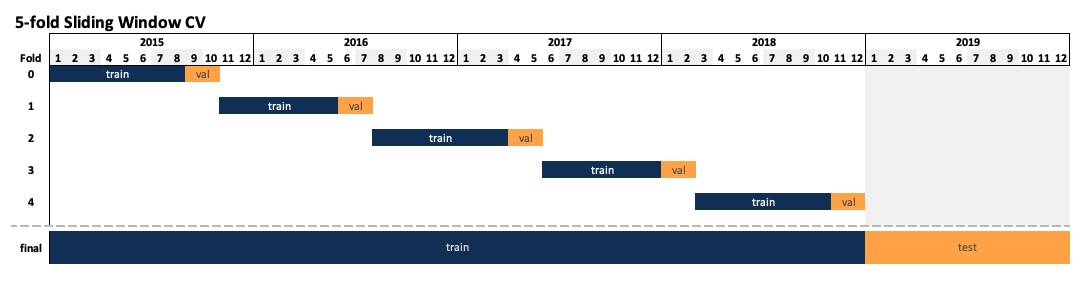 5-fold Sliding Window CV
2015 2016 2017 2018 2019
Fold 1 2 3 4 5 6 7 8 9 10 11 12 1 2 3 4 5 6 7 8 9 10 11 12 1 2 3 4 5 6 7 8 9 10 11 12 1 2 3 4 5 6 7 8 9 10 11 12 1 2 3 4 5 6 7 8 9 10 11 12
0 train val
1 train val
2 train val
3 train val
4 train val
final train test